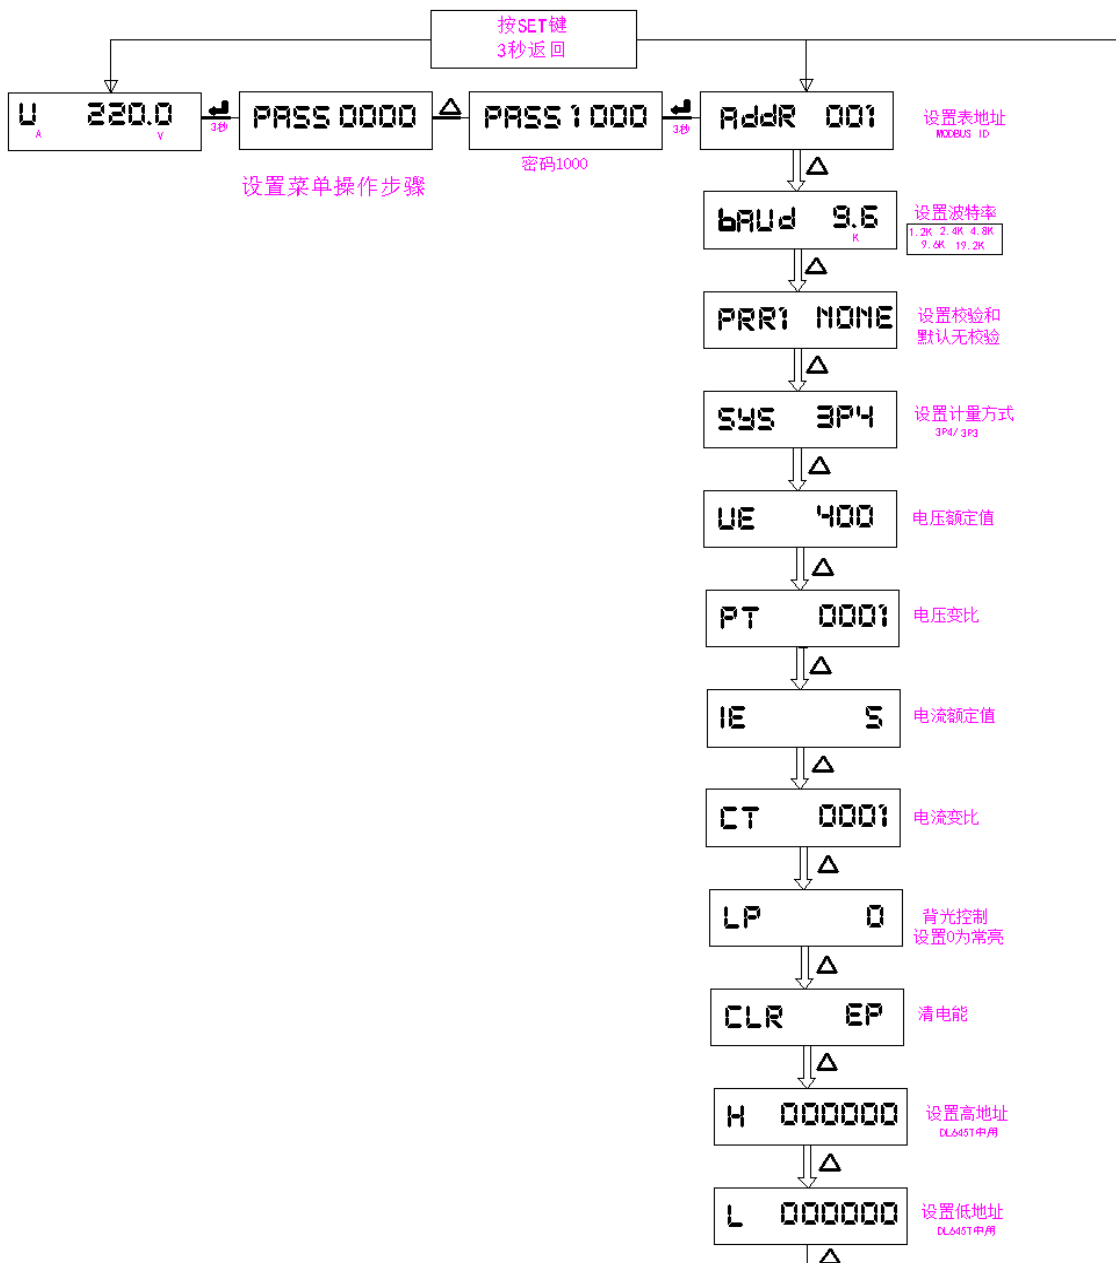 按SET键
3秒返回
U 220.0
A V
3秒
PASS 0000
PASS 1000
3秒
AddR 001
设置表地址
MODBUS ID
密码1000
设置菜单操作步骤
bAUd 9.6
K
设置波特率
1.2K 2.4K 4.8K
9.6K 19.2K
PRR1 NONE
设置校验和
默认无校验
SYS 3P4
设置计量方式
3P4/3P3
UE 400
电压额定值
PT 0001
电压变比
IE 5
电流额定值
CT 0001
电流变比
LP 0
背光控制
设置0为常亮
CLR EP
清电能
H 000000
设置高地址
DL645T中用
L 000000
设置低地址
DL645T中用